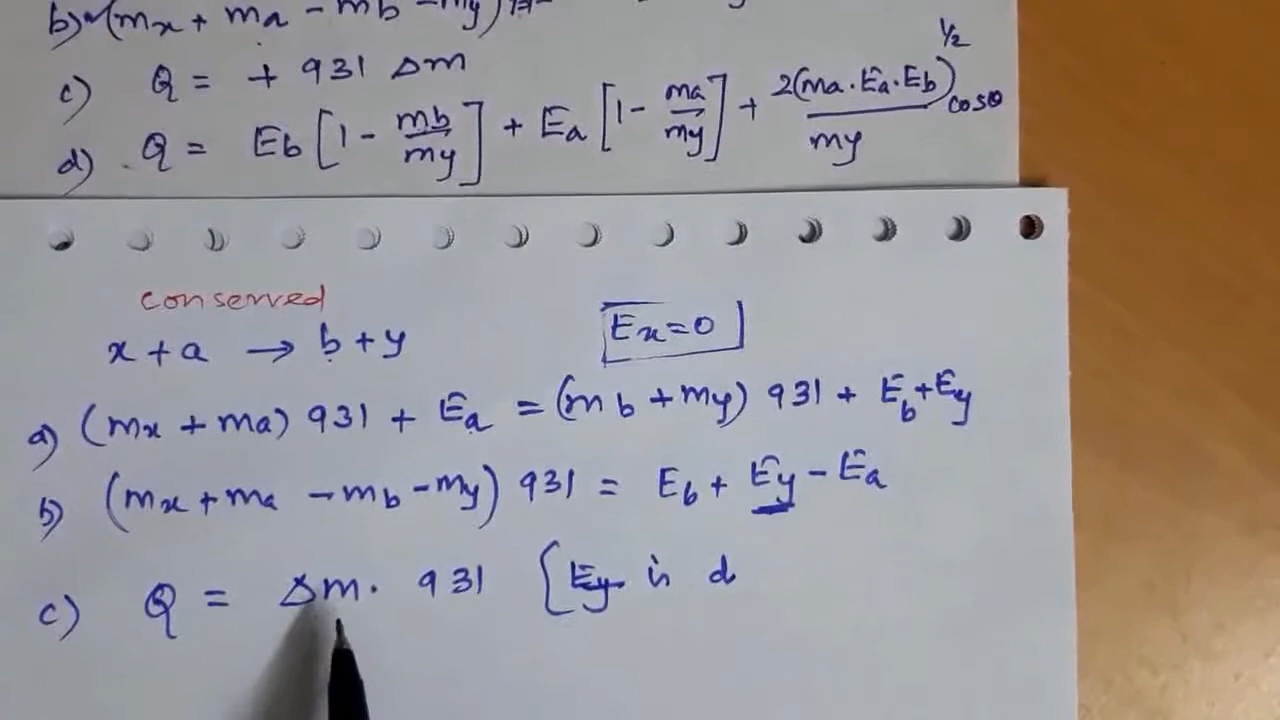 b) (mx + ma - mb - my)
c) Q = + 931 Δm
d) Q = Eb [1 - mb/my] + Ea [1 - ma/my] + 2(ma·Ea·Eb)^1/2/my cosθ
conserved
x + a → b + y Ex=0
a) (mx + ma) 931 + Ea = (mb + my) 931 + Eb + Ey
b) (mx + ma - mb - my) 931 = Eb + Ey - Ea
c) Q = Δm· 931 [Ey is d